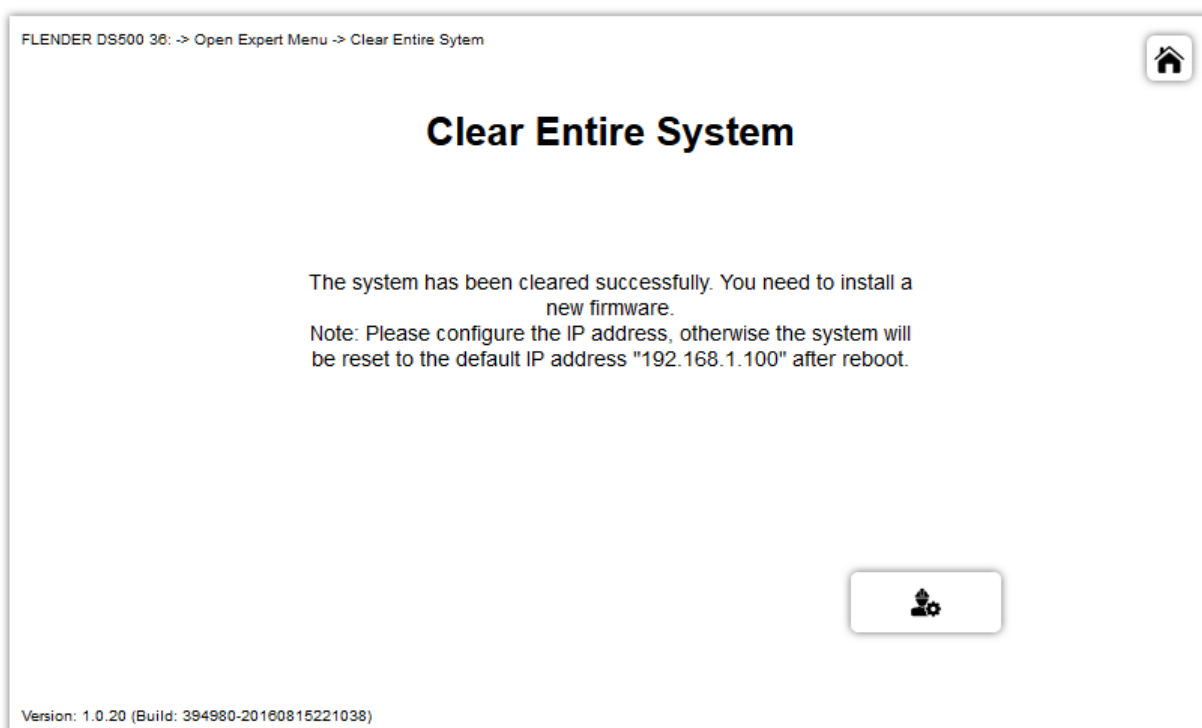 FLENDER DS500 36: -> Open Expert Menu -> Clear Entire Sytem
Clear Entire System
The system has been cleared successfully. You need to install a
new firmware.
Note: Please configure the IP address, otherwise the system will
be reset to the default IP address "192.168.1.100" after reboot.
Version: 1.0.20 (Build: 394980-20160815221038)